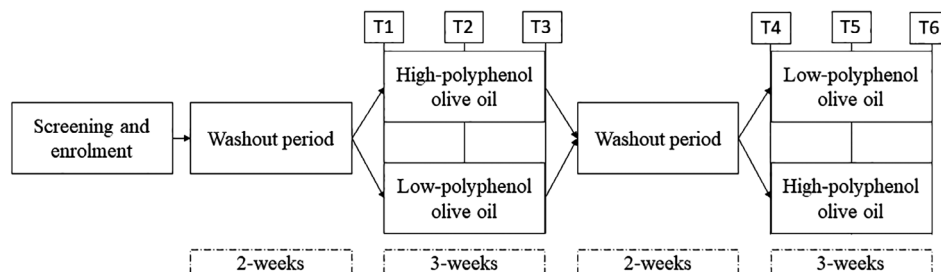 T1
T2
T3
T4
T5
T6
High-polyphenol
olive oil
Low-polyphenol
olive oil
Screening and
enrolment
Washout period
Washout period
Low-polyphenol
olive oil
High-polyphenol
olive oil
2-weeks
3-weeks
2-weeks
3-weeks